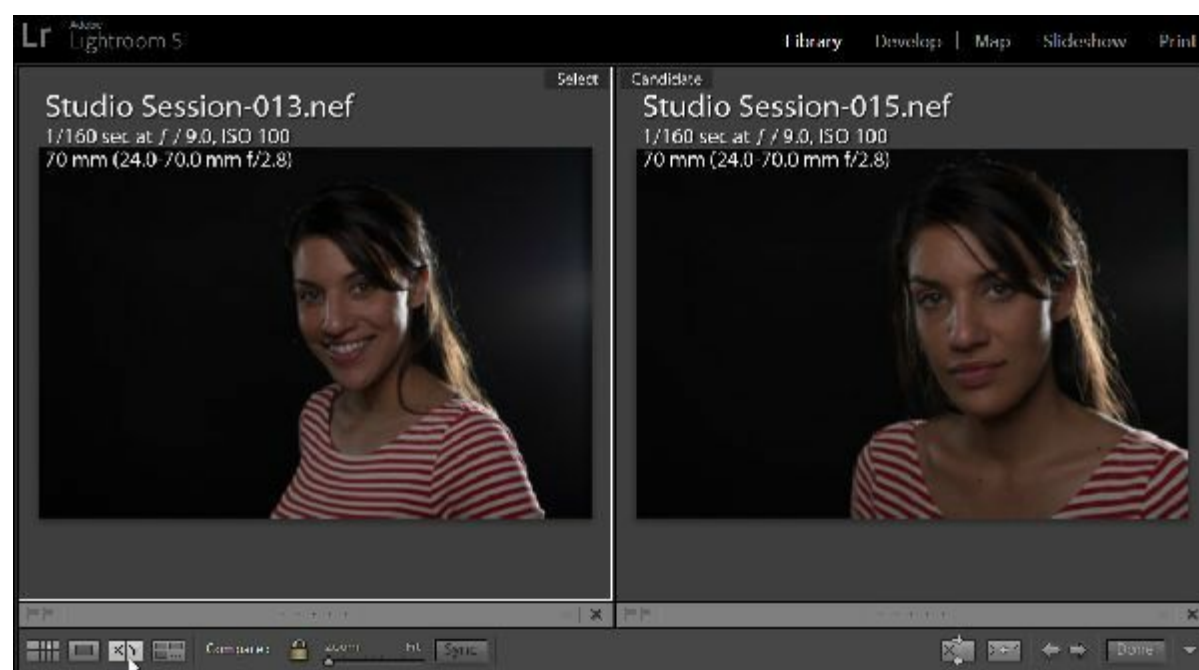 Lr Adobe
Lightroom 5
Library Develop | Map Slideshow Print
Select
Candidate
Studio Session-013.nef
1/160 sec at ƒ / 9.0, ISO 100
70 mm (24.0-70.0 mm f/2.8)
Studio Session-015.nef
1/160 sec at ƒ / 9.0, ISO 100
70 mm (24.0-70.0 mm f/2.8)
X Y Compare: Zoom Fit Sync Done